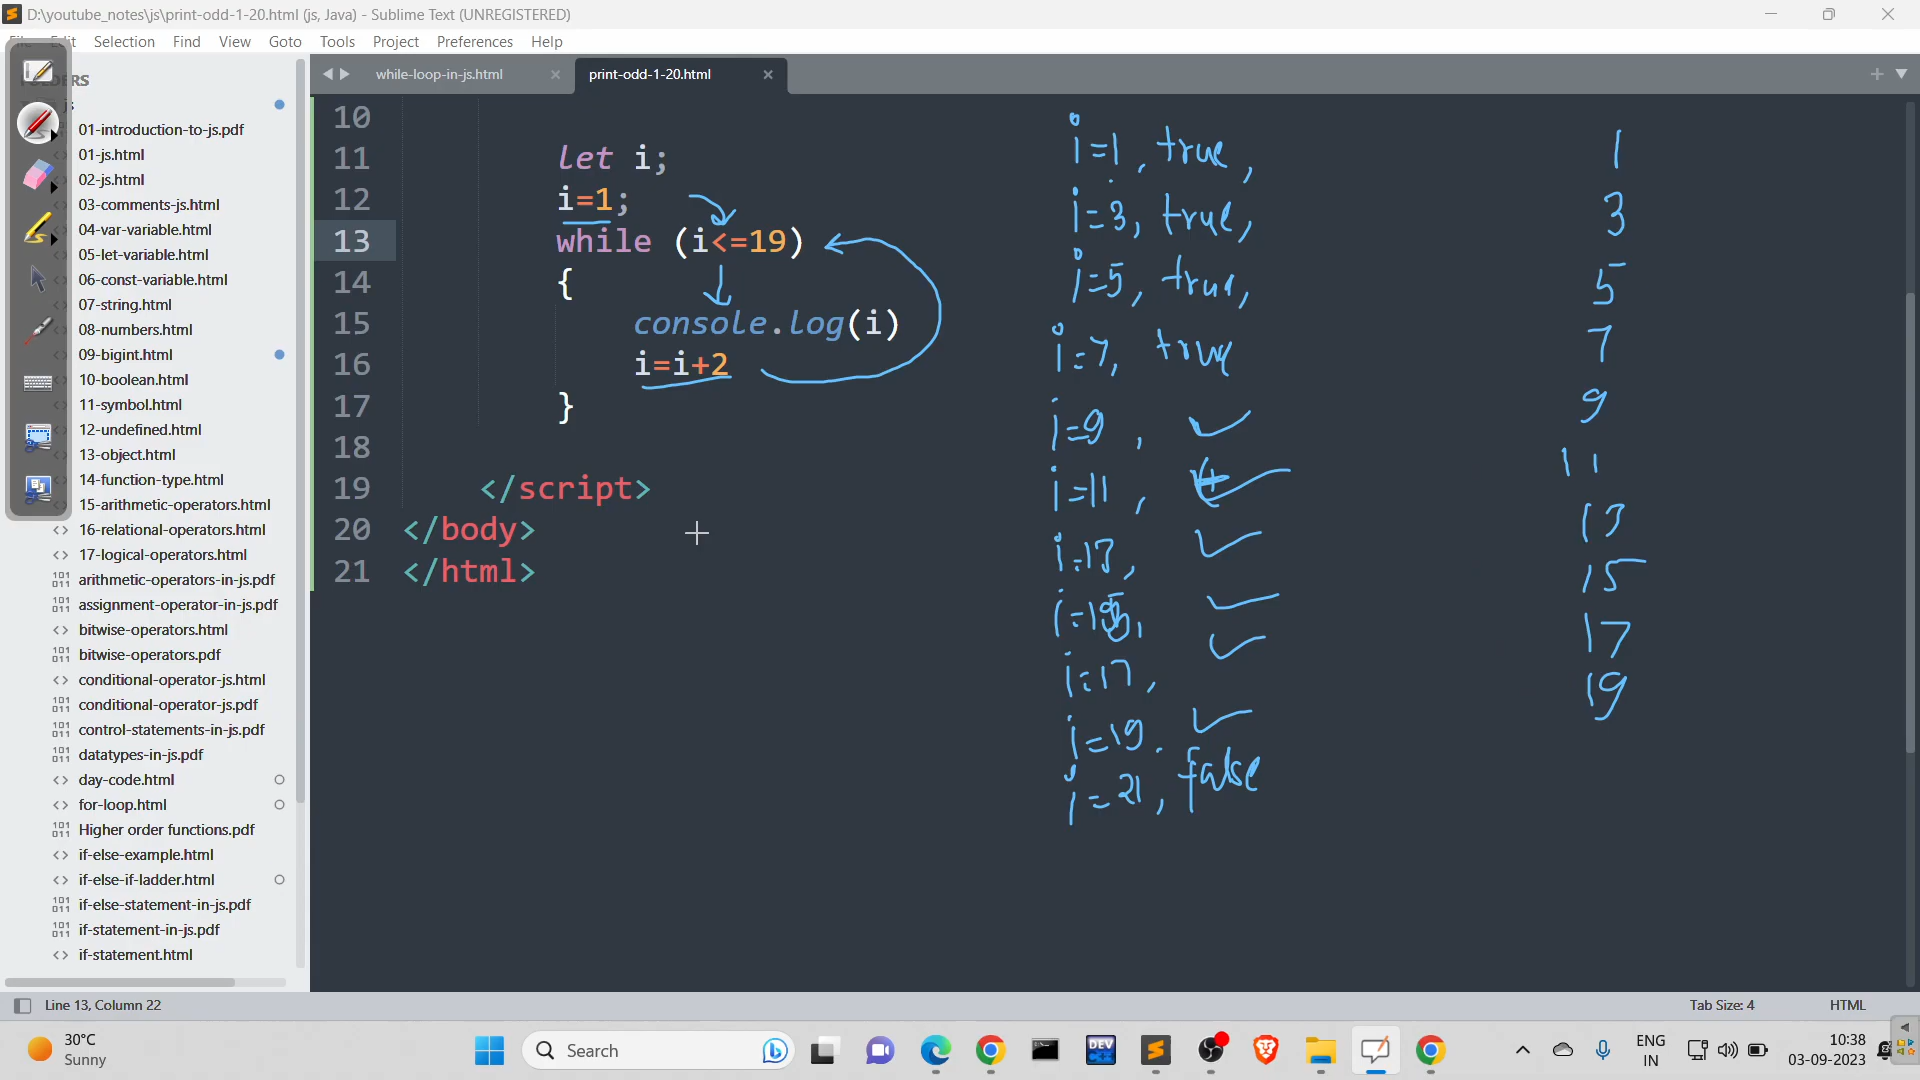 D:\youtube_notes\js\print-odd-1-20.html (js, Java) - Sublime Text (UNREGISTERED)
Edit Selection Find View Goto Tools Project Preferences Help
while-loop-in-js.html × print-odd-1-20.html ×
01-introduction-to-js.pdf
01-js.html
02-js.html
03-comments-js.html
04-var-variable.html
05-let-variable.html
06-const-variable.html
07-string.html
08-numbers.html
09-bigint.html
10-boolean.html
11-symbol.html
12-undefined.html
13-object.html
14-function-type.html
15-arithmetic-operators.html
16-relational-operators.html
17-logical-operators.html
arithmetic-operators-in-js.pdf
assignment-operator-in-js.pdf
bitwise-operators.html
bitwise-operators.pdf
conditional-operator-js.html
conditional-operator-js.pdf
control-statements-in-js.pdf
datatypes-in-js.pdf
day-code.html
for-loop.html
Higher order functions.pdf
if-else-example.html
if-else-if-ladder.html
if-else-statement-in-js.pdf
if-statement-in-js.pdf
if-statement.html
10
11 let i;
12 i=1;
13 while (i<=19)
14 {
15 console.log(i)
16 i=i+2
17 }
18
19 </script>
20 </body>
21 </html>
i=1, true,
i=3, true,
i=5, true,
i=7, true
i=9, ✓
i=11, ✓
i=13, ✓
i=15, ✓
i=17, ✓
i=19. ✓
i=21, false
1
3
5
7
9
11
13
15
17
19
Line 13, Column 22 Tab Size: 4 HTML
30°C
Sunny
Search
DEV
ENG
IN
10:38
03-09-2023